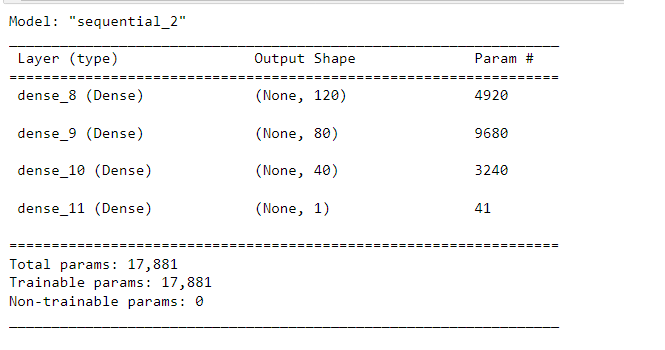 Model: "sequential_2"
_________________________________________________________________
Layer (type) Output Shape Param #
=================================================================
dense_8 (Dense) (None, 120) 4920
dense_9 (Dense) (None, 80) 9680
dense_10 (Dense) (None, 40) 3240
dense_11 (Dense) (None, 1) 41
=================================================================
Total params: 17,881
Trainable params: 17,881
Non-trainable params: 0
_________________________________________________________________